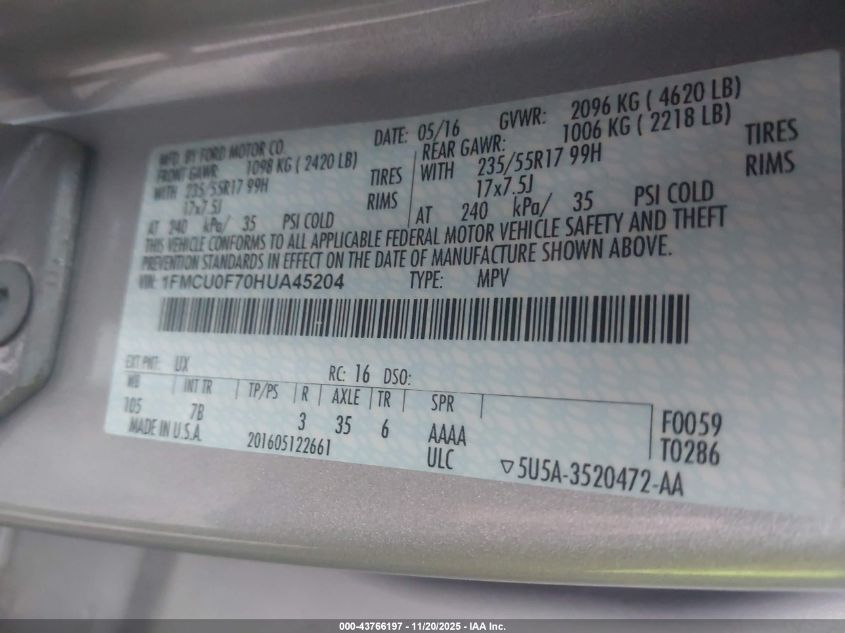 MFD. BY FORD MOTOR CO.
DATE: 05/16 GVWR: 2096 KG ( 4620 LB)
FRONT GAWR: 1098 KG ( 2420 LB)
REAR GAWR: 1006 KG ( 2218 LB)
WITH 235/55R17 99H TIRES
WITH 235/55R17 99H TIRES
17x7.5J RIMS
17x7.5J RIMS
AT 240 kPa/ 35 PSI COLD
AT 240 kPa/ 35 PSI COLD
THIS VEHICLE CONFORMS TO ALL APPLICABLE FEDERAL MOTOR VEHICLE SAFETY AND THEFT
PREVENTION STANDARDS IN EFFECT ON THE DATE OF MANUFACTURE SHOWN ABOVE.
VIN: 1FMCU0F70HUA45204 TYPE: MPV
EXT PNT: UX RC: 16 DSO:
WB INT TR TP/PS R AXLE TR SPR
105 7B 3 35 6 AAAA F0059
MADE IN U.S.A. 201605122661 ULC T0286
▽5U5A-3520472-AA
000-43766197 - 11/20/2025 - IAA Inc.